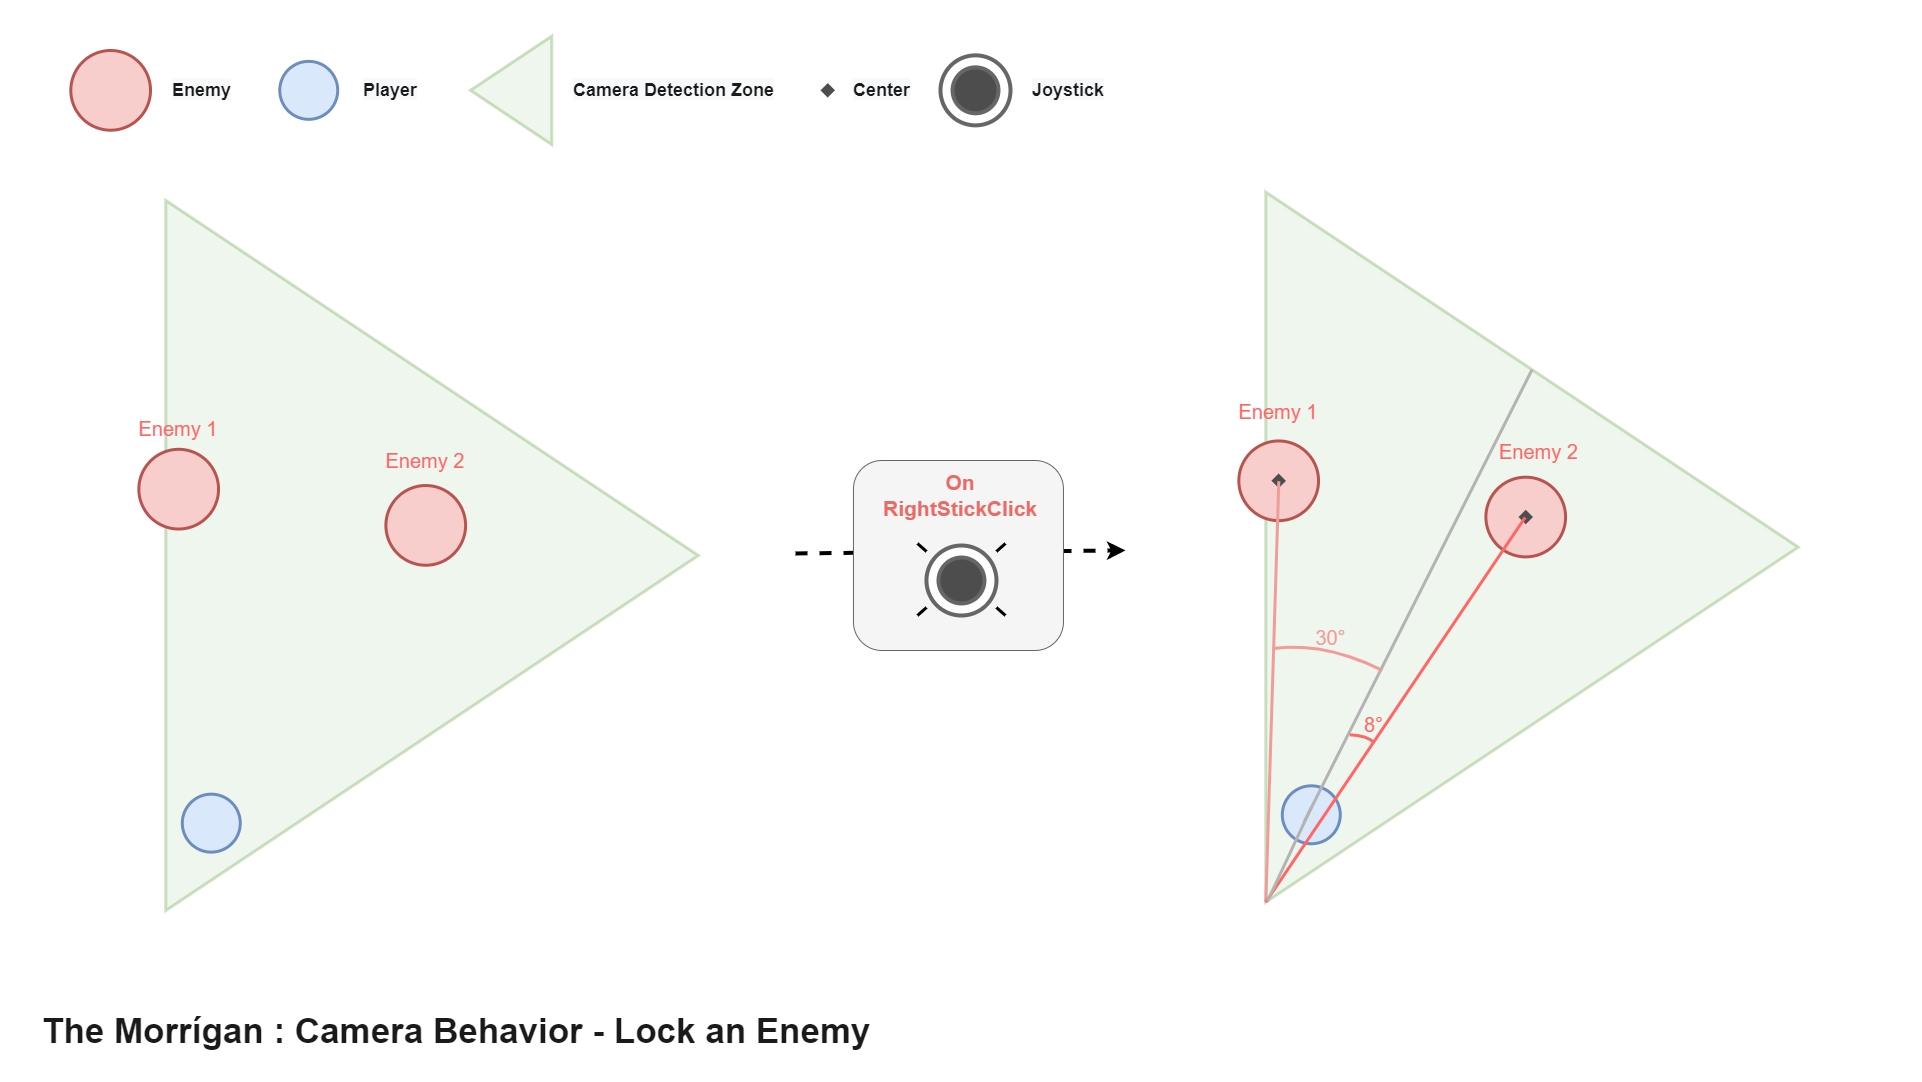 Enemy
Player
Camera Detection Zone
Center
Joystick
Enemy 1
Enemy 2
On
RightStickClick
Enemy 1
Enemy 2
30°
8°
The Morrígan : Camera Behavior - Lock an Enemy